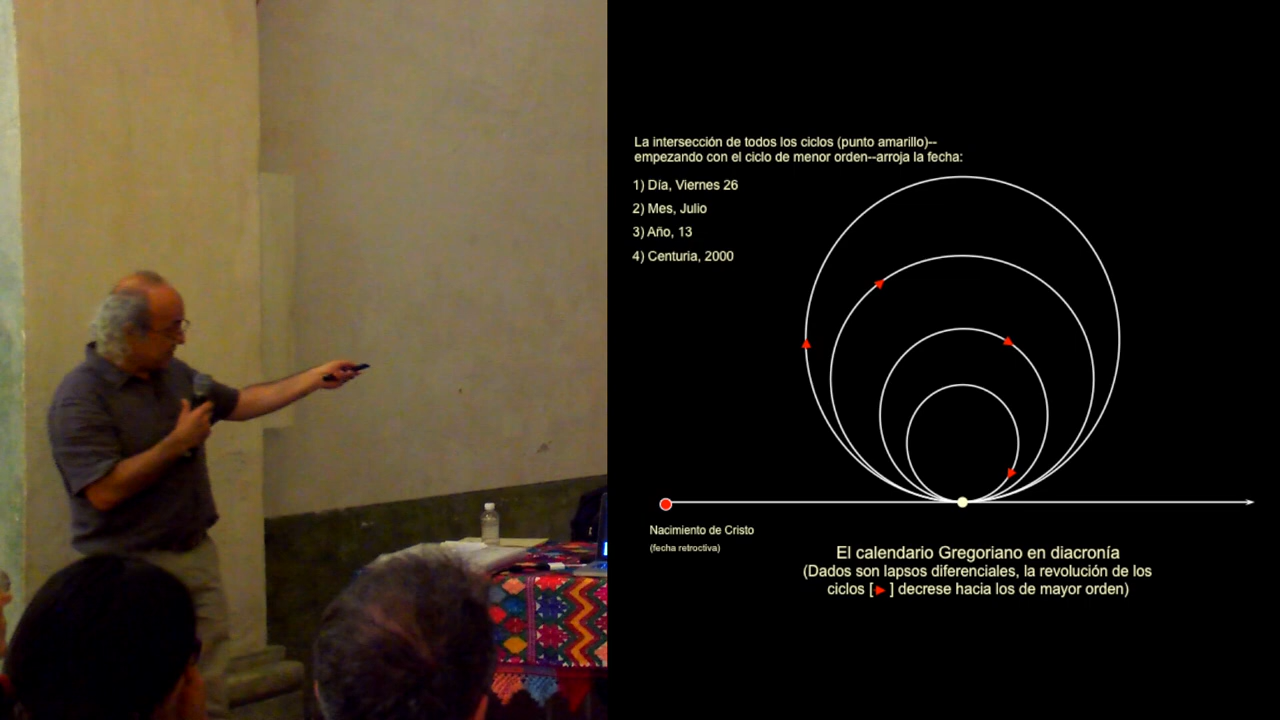 La intersección de todos los ciclos (punto amarillo)--
empezando con el ciclo de menor orden--arroja la fecha:
1) Día, Viernes 26
2) Mes, Julio
3) Año, 13
4) Centuria, 2000
Nacimiento de Cristo
(fecha retroctiva)
El calendario Gregoriano en diacronía
(Dados son lapsos diferenciales, la revolución de los
ciclos [► ] decrese hacia los de mayor orden)